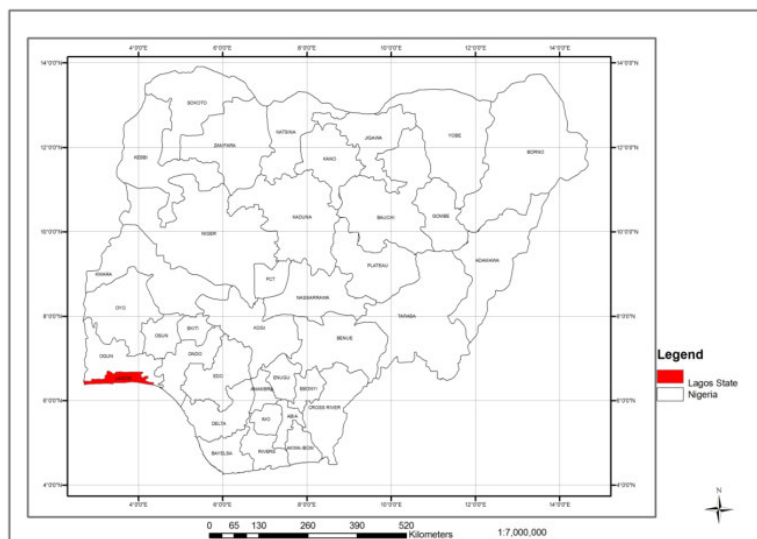 4°0'0"E 6°0'0"E 8°0'0"E 10°0'0"E 12°0'0"E 14°0'0"E
14°0'0"N 14°0'0"N
SOKOTO
KATSINA
JIGAWA
YOBE
ZAMFARA
BORNO
KEBBI
KANO
12°0'0"N 12°0'0"N
KADUNA
BAUCHI
GOMBE
NIGER
10°0'0"N 10°0'0"N
ADAMAWA
PLATEAU
KWARA
FCT
NASSARRAWA
OYO
8°0'0"N 8°0'0"N
TARABA
KOGI
EKITI
OSUN
BENUE
ONDO
OGUN
EDO
ENUGU
ANAMBRA
EBONYI
6°0'0"N 6°0'0"N
CROSS RIVER
IMO
ABIA
DELTA
BAYELSA
RIVERS
AKWA IBOM
4°0'0"N 4°0'0"N
4°0'0"E 6°0'0"E 8°0'0"E 10°0'0"E 12°0'0"E 14°0'0"E
Legend
Lagos State
Nigeria
N
0 65 130 260 390 520
Kilometers
1:7,000,000